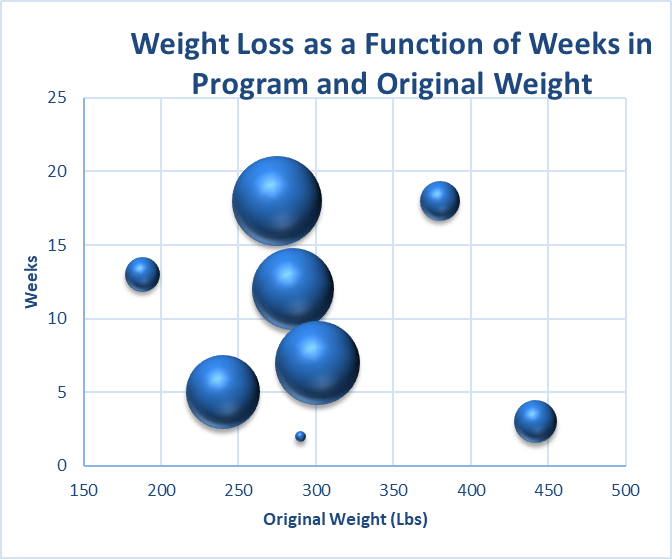 Weight Loss as a Function of Weeks in
Program and Original Weight
25
20
15
10
5
0
Weeks
150 200 250 300 350 400 450 500
Original Weight (Lbs)